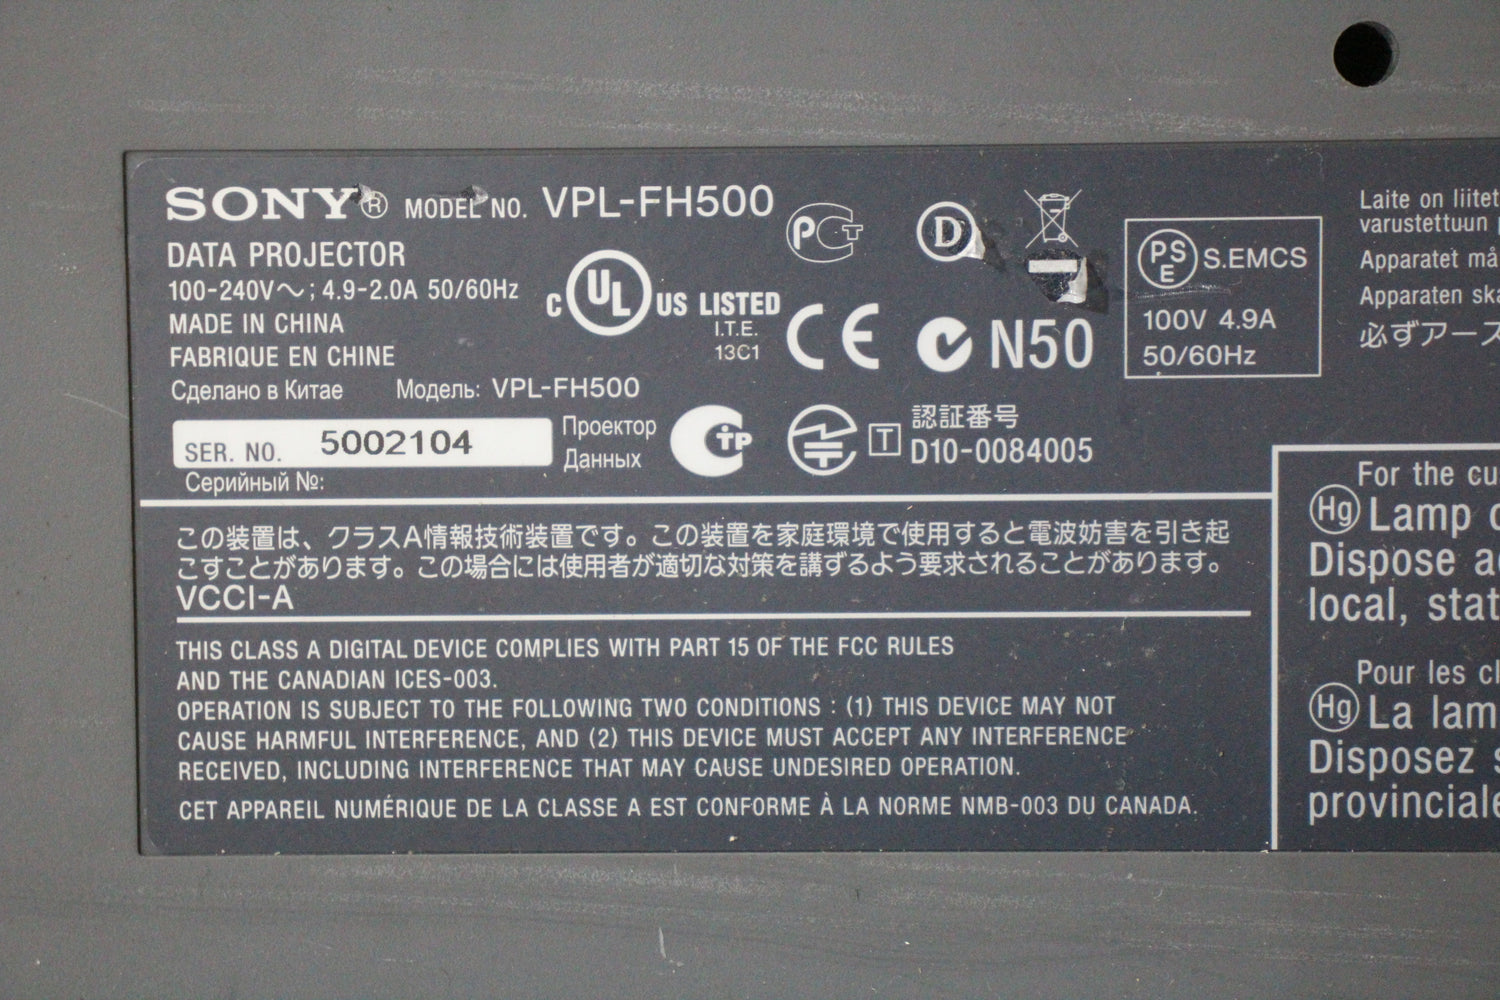 SONY® MODEL NO. VPL-FH500
DATA PROJECTOR
100-240V～; 4.9-2.0A 50/60Hz
MADE IN CHINA
FABRIQUE EN CHINE
Сделано в Китае Модель: VPL-FH500
SER. NO. 5002104
Серийный №:
Проектор
Данных
C UL US LISTED
I.T.E.
13C1
PCT
D
CE N50
PSE S.EMCS
100V 4.9A
50/60Hz
T 認証番号
D10-0084005
この装置は、クラスA情報技術装置です。この装置を家庭環境で使用すると電波妨害を引き起
こすことがあります。この場合には使用者が適切な対策を講ずるよう要求されることがあります。
VCCI-A
THIS CLASS A DIGITAL DEVICE COMPLIES WITH PART 15 OF THE FCC RULES
AND THE CANADIAN ICES-003.
OPERATION IS SUBJECT TO THE FOLLOWING TWO CONDITIONS : (1) THIS DEVICE MAY NOT
CAUSE HARMFUL INTERFERENCE, AND (2) THIS DEVICE MUST ACCEPT ANY INTERFERENCE
RECEIVED, INCLUDING INTERFERENCE THAT MAY CAUSE UNDESIRED OPERATION.
CET APPAREIL NUMÉRIQUE DE LA CLASSE A EST CONFORME À LA NORME NMB-003 DU CANADA.
Laite on liitet
varustettuun
Apparatet må
Apparaten ska
必ずアース
For the cu
Hg Lamp
Dispose a
local, stat
Pour les cl
Hg La lam
Disposez s
provinciale